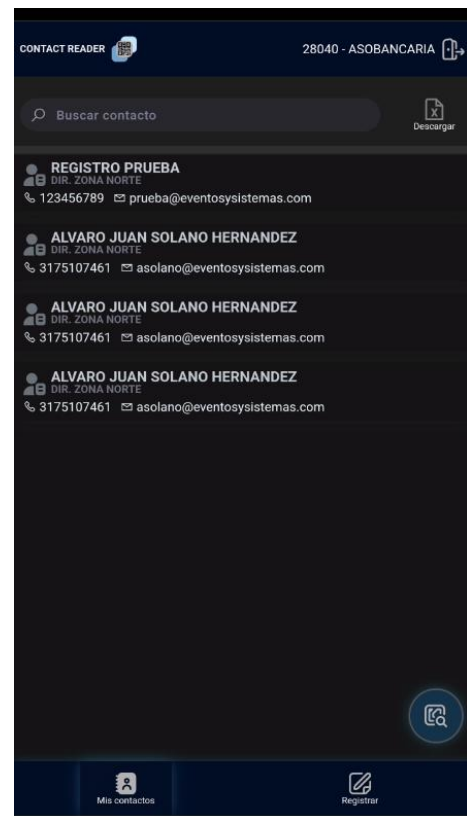 CONTACT READER
28040 - ASOBANCARIA
Buscar contacto
X
Descargar
REGISTRO PRUEBA
DIR. ZONA NORTE
123456789 prueba@eventosysistemas.com
ALVARO JUAN SOLANO HERNANDEZ
DIR. ZONA NORTE
3175107461 asolano@eventosysistemas.com
ALVARO JUAN SOLANO HERNANDEZ
DIR. ZONA NORTE
3175107461 asolano@eventosysistemas.com
ALVARO JUAN SOLANO HERNANDEZ
DIR. ZONA NORTE
3175107461 asolano@eventosysistemas.com
Mis contactos
Registrar